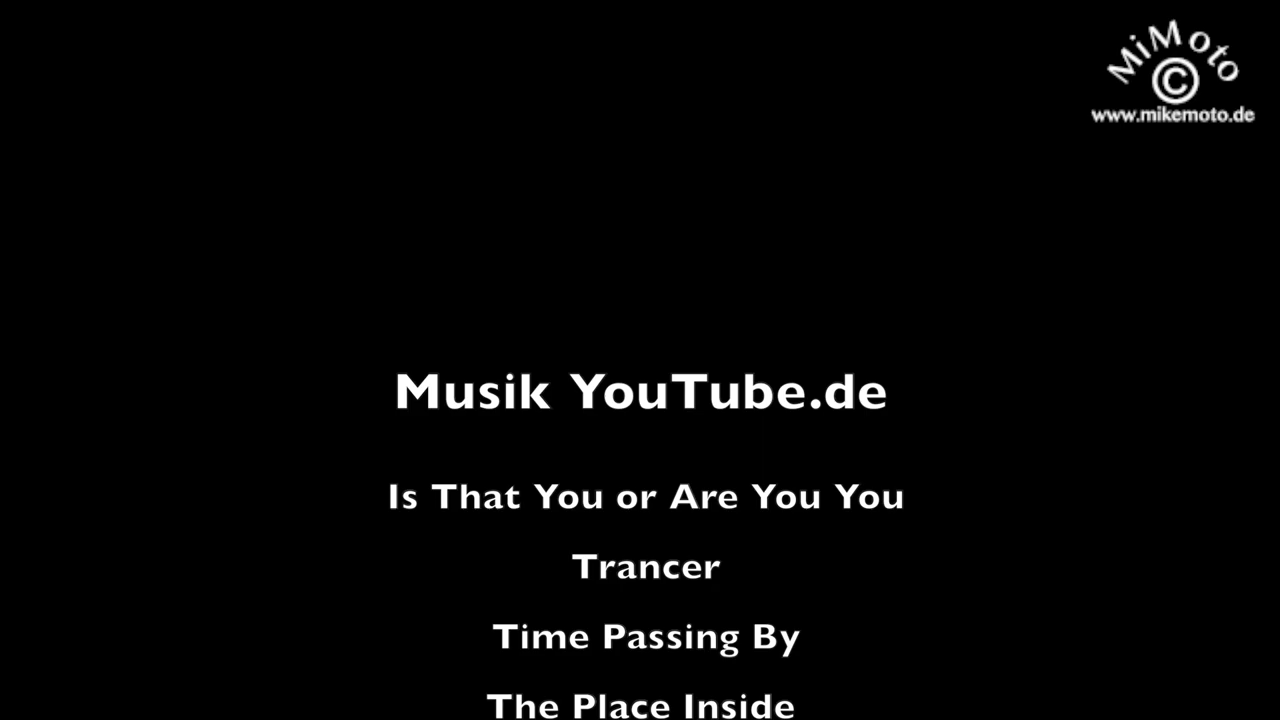 MiMoto
©
www.mikemoto.de
Musik YouTube.de
Is That You or Are You You
Trancer
Time Passing By
The Place Inside